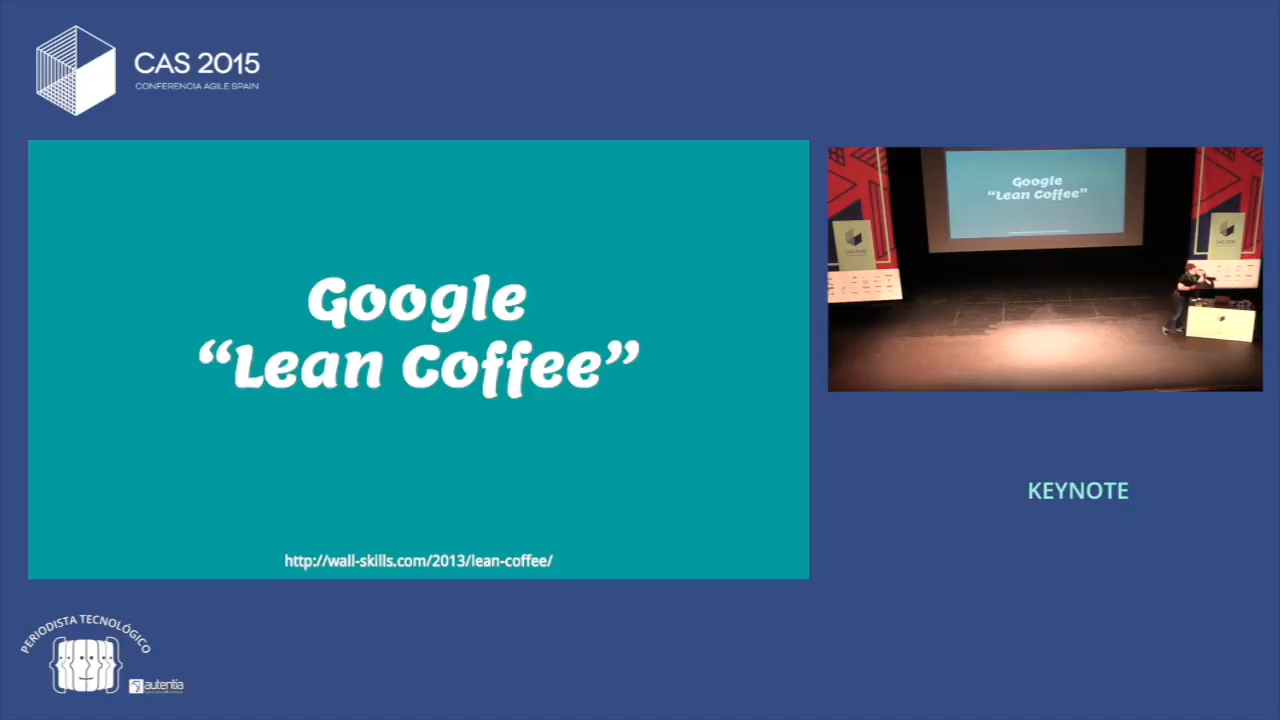 CAS 2015
CONFERENCIA AGILE SPAIN
Google
“Lean Coffee”
http://wall-skills.com/2013/lean-coffee/
Google
“Lean Coffee”
KEYNOTE
PERIODISTA TECNOLÓGICO
autentia